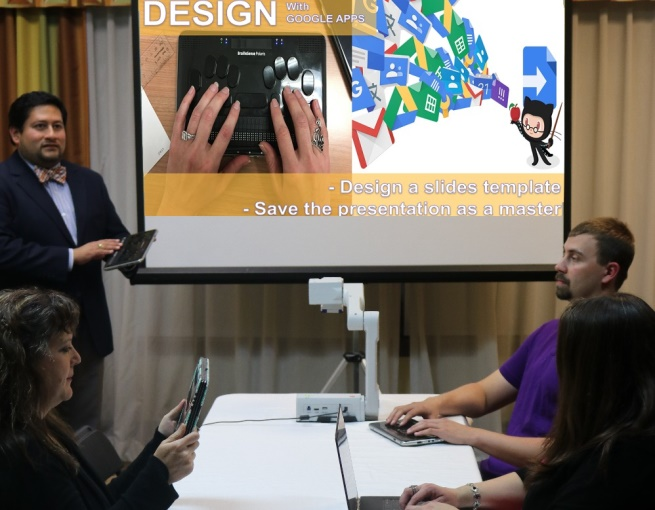 DESIGN With
GOOGLE APPS
- Design a slides template
- Save the presentation as a master